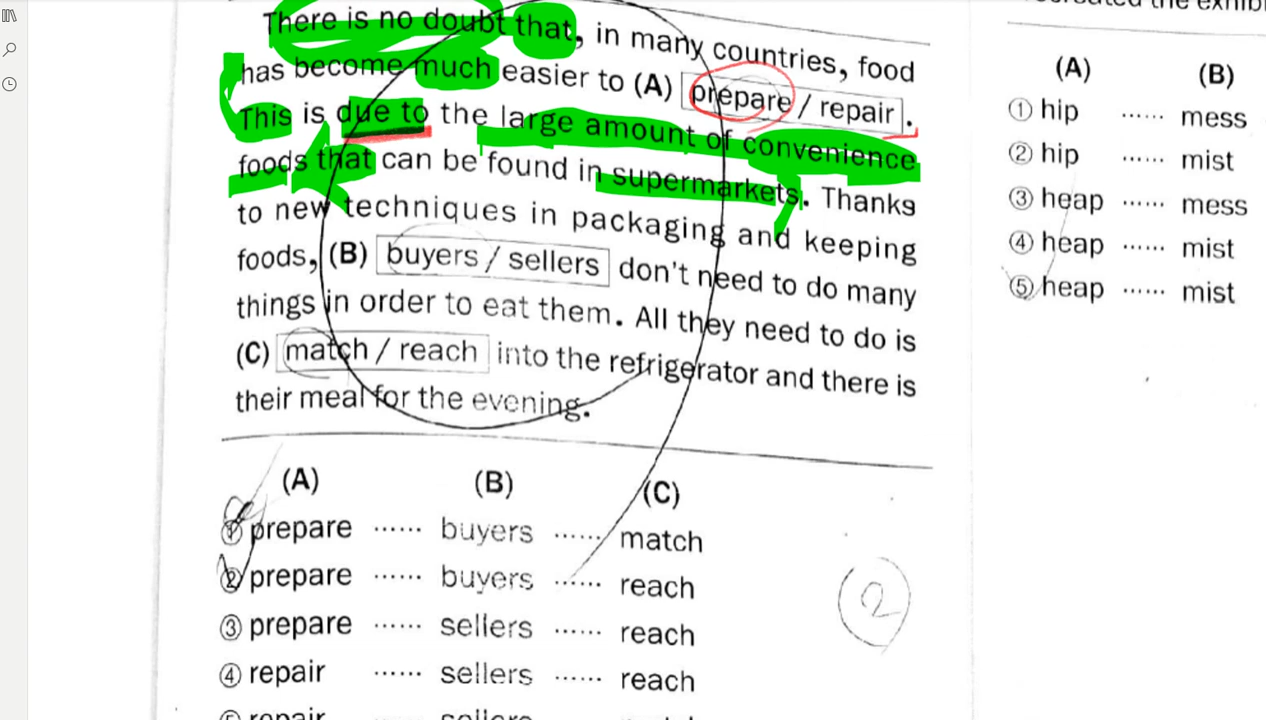 There is no doubt that, in many countries, food
has become much easier to (A) prepare / repair .
This is due to the large amount of convenience
foods that can be found in supermarkets. Thanks
to new techniques in packaging and keeping
foods, (B) buyers / sellers don't need to do many
things in order to eat them. All they need to do is
(C) match / reach into the refrigerator and there is
their meal for the evening.
(A) (B) (C)
① prepare ······ buyers ······ match
② prepare ······ buyers ······ reach
③ prepare ······ sellers ······ reach
④ repair ······ sellers ······ reach
2
(A) (B)
① hip ······ mess
② hip ······ mist
③ heap ······ mess
④ heap ······ mist
⑤ heap ······ mist